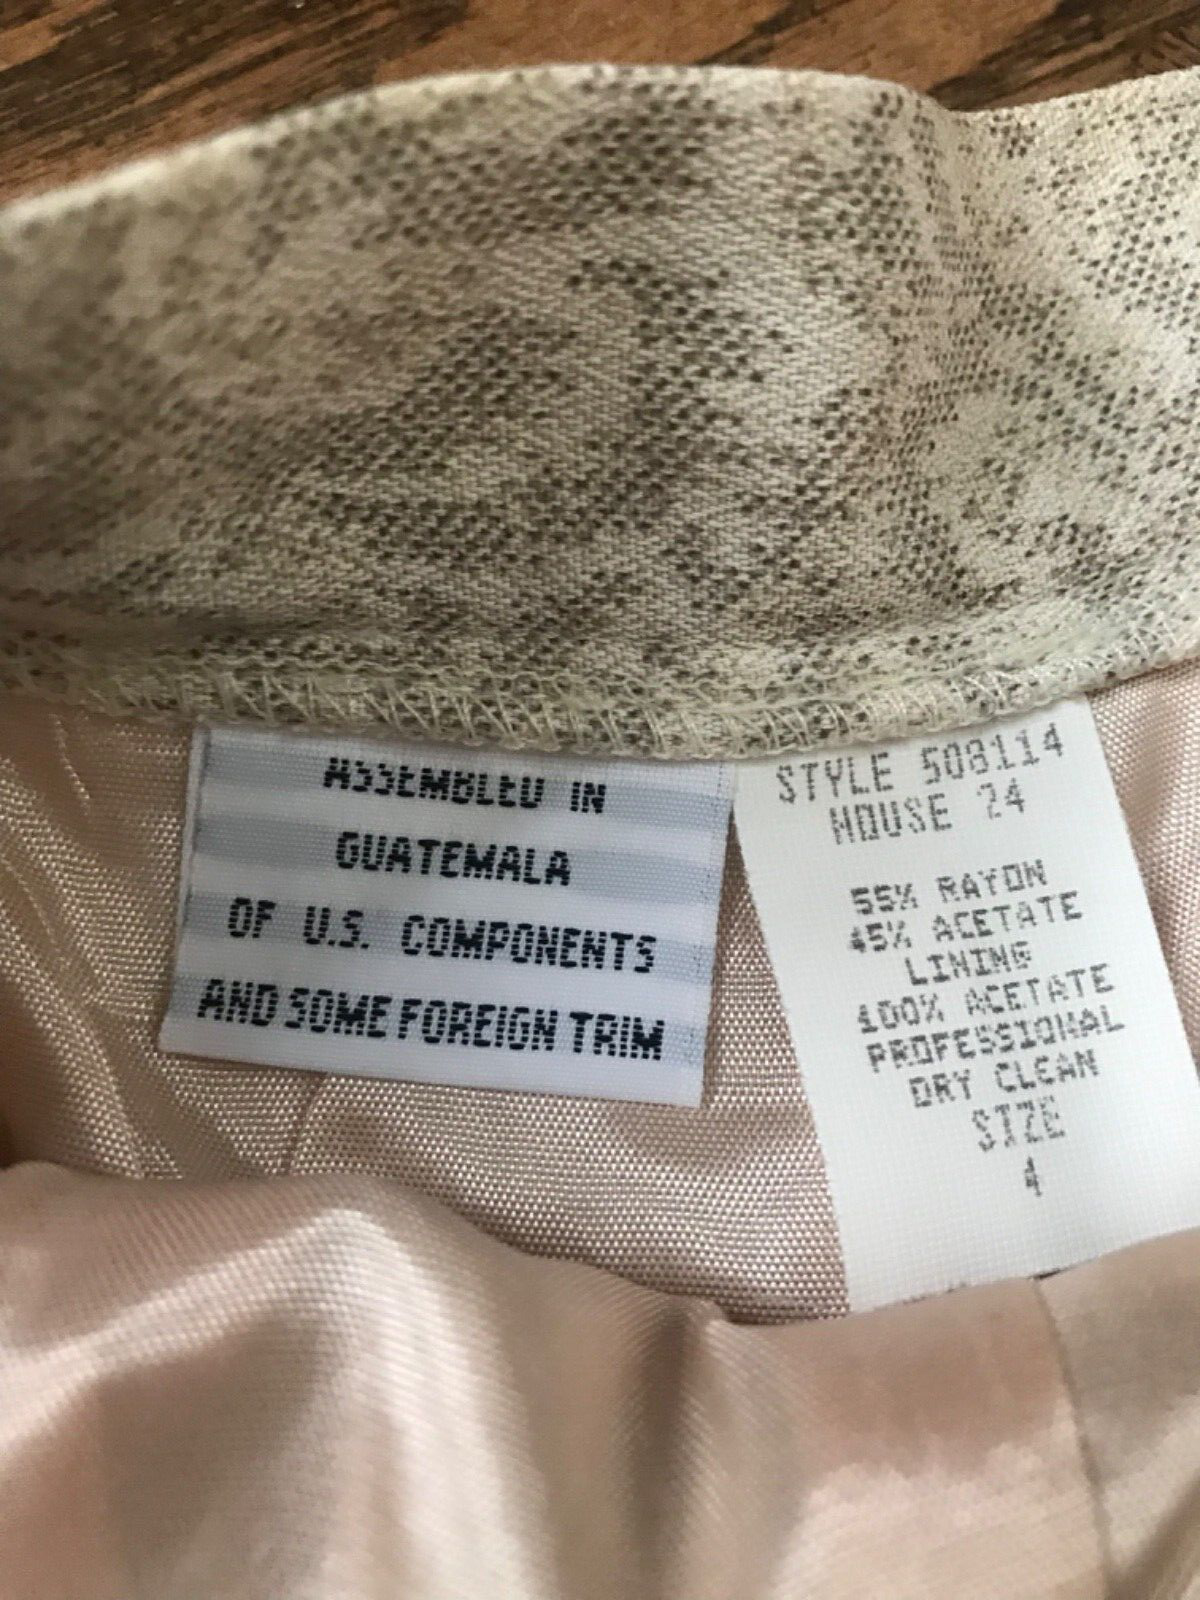 ASSEMBLED IN
GUATEMALA
OF U.S. COMPONENTS
AND SOME FOREIGN TRIM
STYLE 508114
HOUSE 24
55% RAYON
45% ACETATE
LINING
100% ACETATE
PROFESSIONAL
DRY CLEAN
SIZE
4